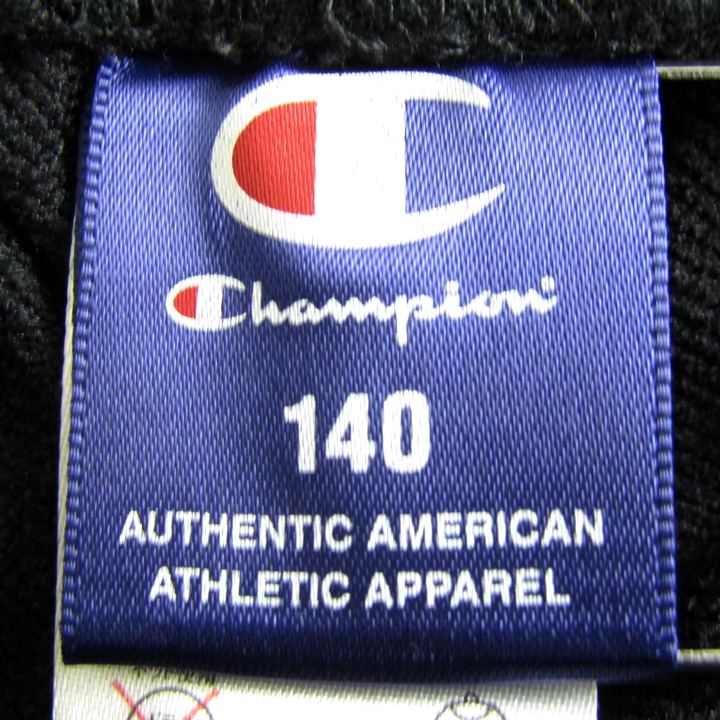 Champion
140
AUTHENTIC AMERICAN
ATHLETIC APPAREL